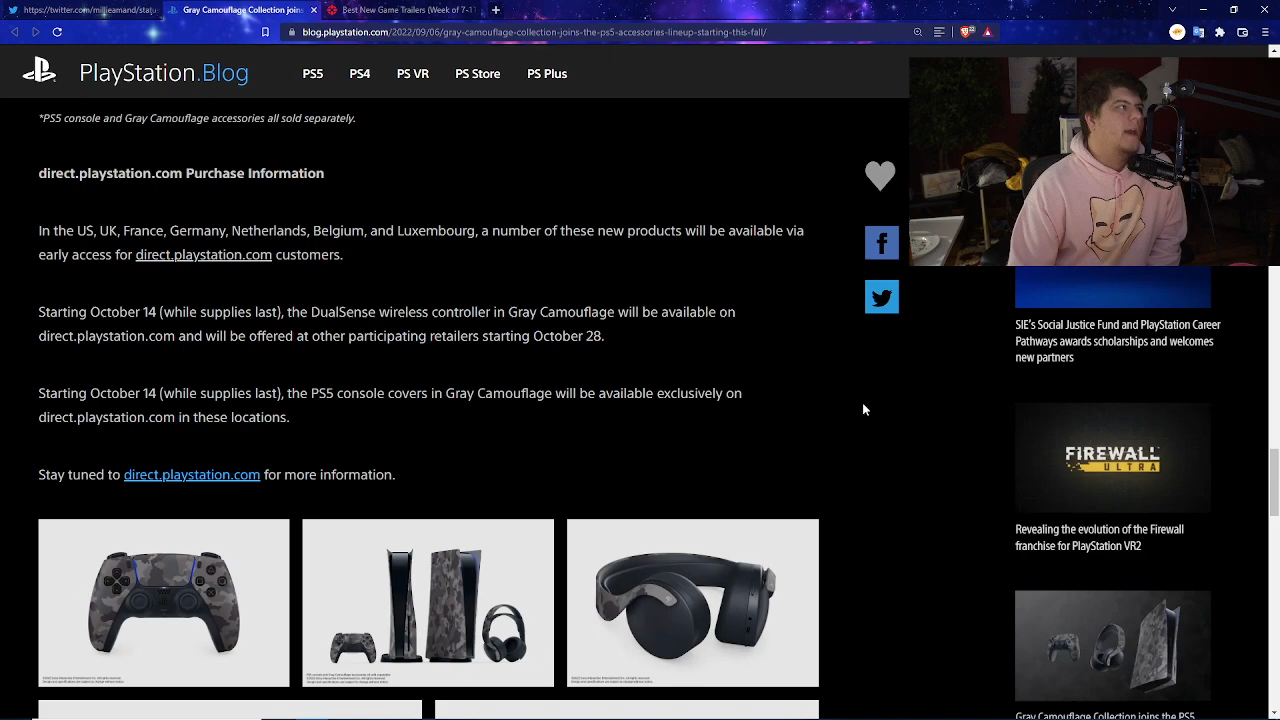 https://twitter.com/millieamand/statu
Gray Camouflage Collection joins
Best New Game Trailers (Week of 7-11
blog.playstation.com/2022/09/06/gray-camouflage-collection-joins-the-ps5-accessories-lineup-starting-this-fall/
22
PlayStation.Blog
PS5
PS4
PS VR
PS Store
PS Plus
*PS5 console and Gray Camouflage accessories all sold separately.
direct.playstation.com Purchase Information
In the US, UK, France, Germany, Netherlands, Belgium, and Luxembourg, a number of these new products will be available via
early access for direct.playstation.com customers.
Starting October 14 (while supplies last), the DualSense wireless controller in Gray Camouflage will be available on
direct.playstation.com and will be offered at other participating retailers starting October 28.
Starting October 14 (while supplies last), the PS5 console covers in Gray Camouflage will be available exclusively on
direct.playstation.com in these locations.
Stay tuned to direct.playstation.com for more information.
SIE's Social Justice Fund and PlayStation Career
Pathways awards scholarships and welcomes
new partners
FIREWALL
ULTRA
Revealing the evolution of the Firewall
franchise for PlayStation VR2
Gray Camouflage Collection joins the PS5